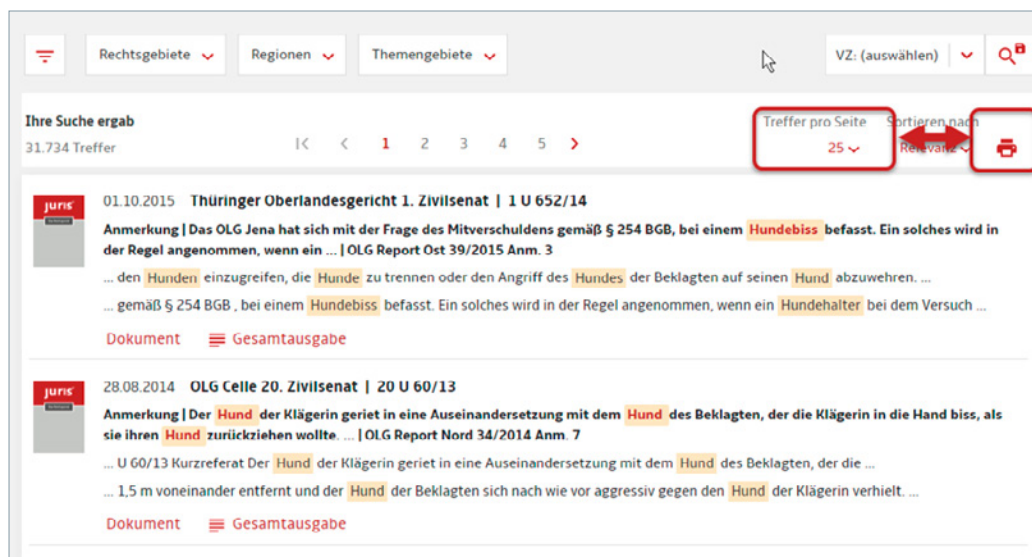 Rechtsgebiete Regionen Themengebiete VZ: (auswählen)
Ihre Suche ergab Treffer pro Seite Sortieren nach
31.734 Treffer 1 2 3 4 5 25 Relevanz
juris 01.10.2015 Thüringer Oberlandesgericht 1. Zivilsenat | 1 U 652/14
Anmerkung | Das OLG Jena hat sich mit der Frage des Mitverschuldens gemäß § 254 BGB, bei einem Hundebiss befasst. Ein solches wird in
der Regel angenommen, wenn ein ... | OLG Report Ost 39/2015 Anm. 3
... den Hunden einzugreifen, die Hunde zu trennen oder den Angriff des Hundes der Beklagten auf seinen Hund abzuwehren. ...
... gemäß § 254 BGB , bei einem Hundebiss befasst. Ein solches wird in der Regel angenommen, wenn ein Hundehalter bei dem Versuch ...
Dokument Gesamtausgabe
juris 28.08.2014 OLG Celle 20. Zivilsenat | 20 U 60/13
Anmerkung | Der Hund der Klägerin geriet in eine Auseinandersetzung mit dem Hund des Beklagten, der die Klägerin in die Hand biss, als
sie ihren Hund zurückziehen wollte. ... | OLG Report Nord 34/2014 Anm. 7
... U 60/13 Kurzreferat Der Hund der Klägerin geriet in eine Auseinandersetzung mit dem Hund des Beklagten, der die ...
... 1,5 m voneinander entfernt und der Hund der Beklagten sich nach wie vor aggressiv gegen den Hund der Klägerin verhielt. ...
Dokument Gesamtausgabe